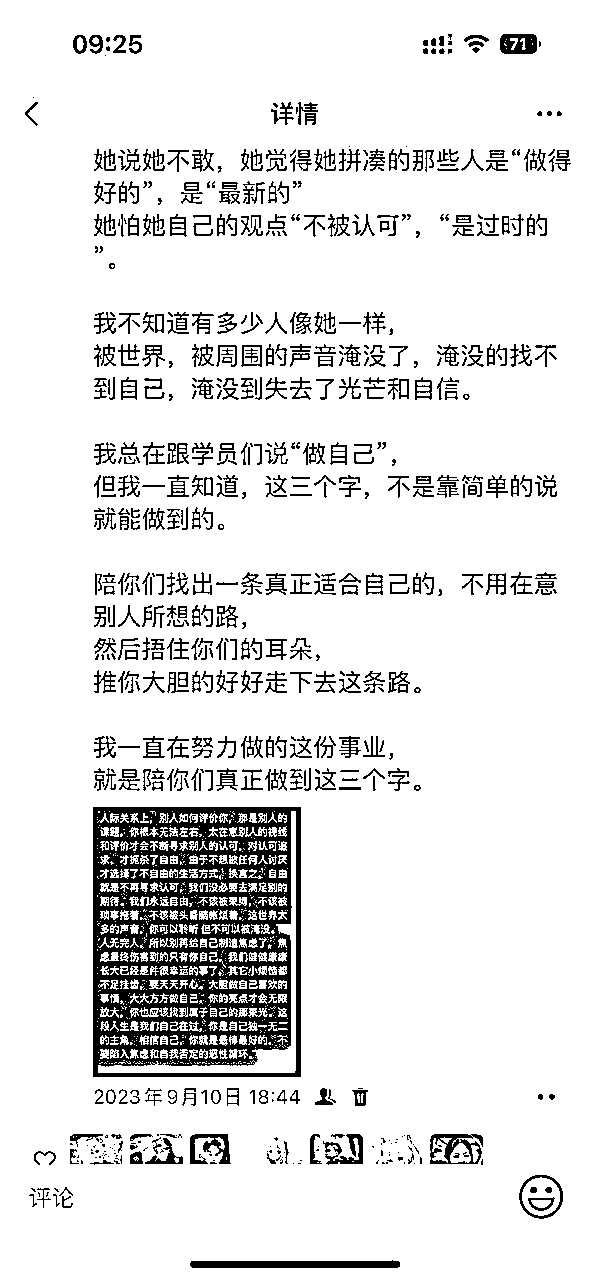 09:25
71
详情
她说她不敢，她觉得她拼凑的那些人是“做得
好的”，是“最新的”
她怕她自己的观点“不被认可”，“是过时的
”。
我不知道有多少人像她一样，
被世界，被周围的声音淹没了，淹没的找不
到自己，淹没到失去了光芒和自信。
我总在跟学员们说“做自己”，
但我一直知道，这三个字，不是靠简单的说
就能做到的。
陪你们找出一条真正适合自己的，不用在意
别人所想的路，
然后捂住你们的耳朵，
推你大胆的好好走下去这条路。
我一直在努力做的这份事业，
就是陪你们真正做到这三个字。
人际关系上，别人如何评价你，那是别人的
课题，你根本无法左右。太在意别人的视线
和评价才会不断寻求别人的认可。对认可追
求，才扼杀了自由。由于不想被任何人讨厌
才选择了不自由的生活方式，换言之，自由
就是不再寻求认可。我们没必要去满足别的
期待。我们永远自由，不该被束缚，不该被
琐事拖着，不该被头昏脑帐烦着。这世界太
多的声音，你可以聆听 但不可以被淹没。
人无完人，所以别再给自己制造焦虑了，焦
虑最终伤害到的只有你自己。我们健健康康
长大已经是件很幸运的事了，其它小烦恼都
不足挂齿，要天天开心，大胆做自己喜欢的
事情，大大方方做自己，你的亮点才会无限
放大，你也应该找到属于自己的那束光。这
段人生是我们自己在过，你是自己独一无二
的主角，相信自己，你就是最棒最好的，不
要陷入焦虑和自我否定的恶性循环。
2023年9月10日 18:44
评论